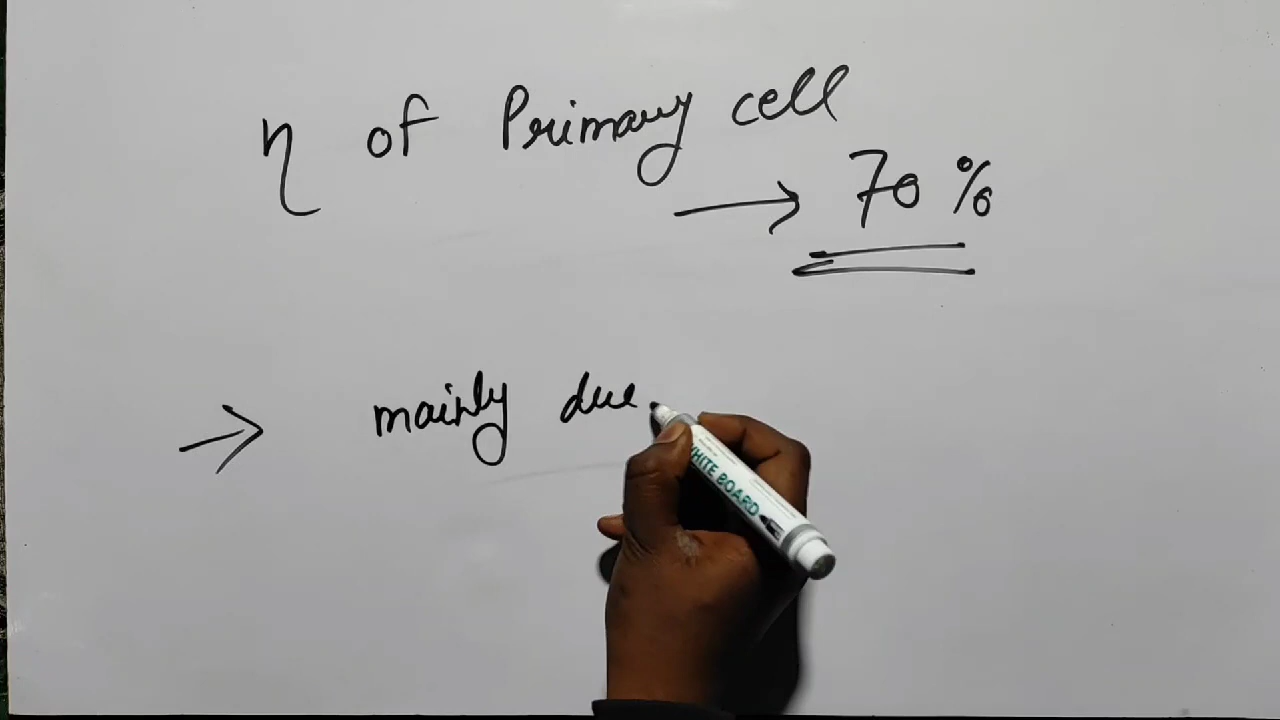 η of Primary cell
→ 70%
→ mainly due
WHITE BOARD